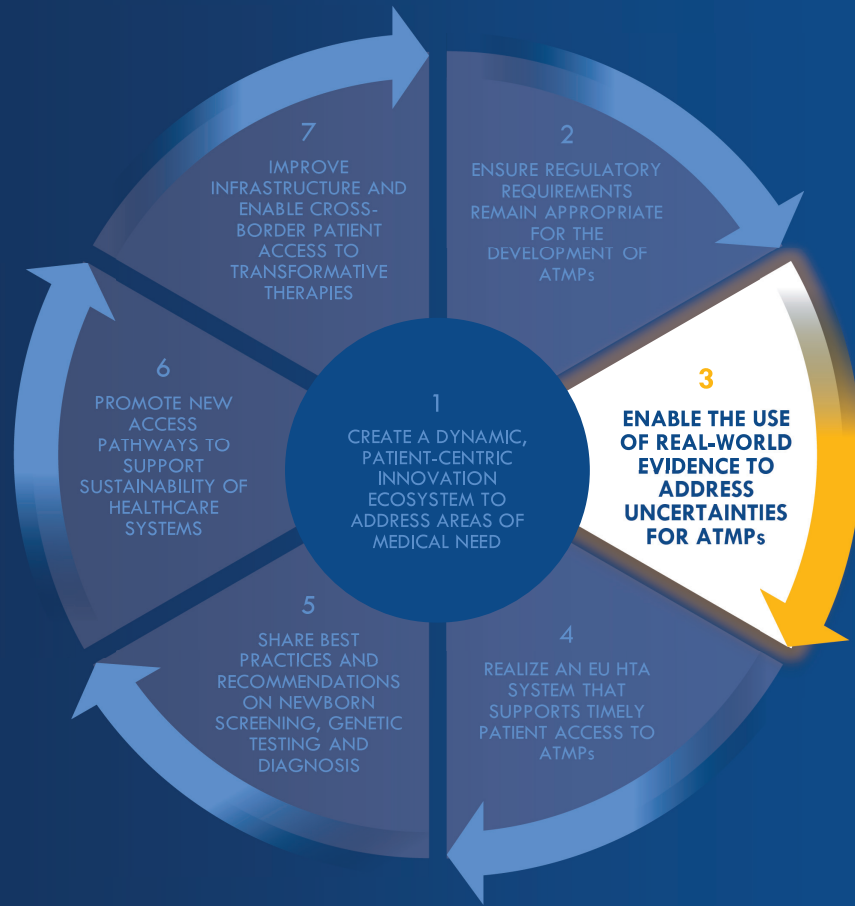 1
CREATE A DYNAMIC,
PATIENT-CENTRIC
INNOVATION
ECOSYSTEM TO
ADDRESS AREAS OF
MEDICAL NEED
2
ENSURE REGULATORY
REQUIREMENTS
REMAIN APPROPRIATE
FOR THE
DEVELOPMENT OF
ATMPs
3
ENABLE THE USE
OF REAL-WORLD
EVIDENCE TO
ADDRESS
UNCERTAINTIES
FOR ATMPs
4
REALIZE AN EU HTA
SYSTEM THAT
SUPPORTS TIMELY
PATIENT ACCESS TO
ATMPs
5
SHARE BEST
PRACTICES AND
RECOMMENDATIONS
ON NEWBORN
SCREENING, GENETIC
TESTING AND
DIAGNOSIS
6
PROMOTE NEW
ACCESS
PATHWAYS TO
SUPPORT
SUSTAINABILITY OF
HEALTHCARE
SYSTEMS
7
IMPROVE
INFRASTRUCTURE AND
ENABLE CROSS-
BORDER PATIENT
ACCESS TO
TRANSFORMATIVE
THERAPIES